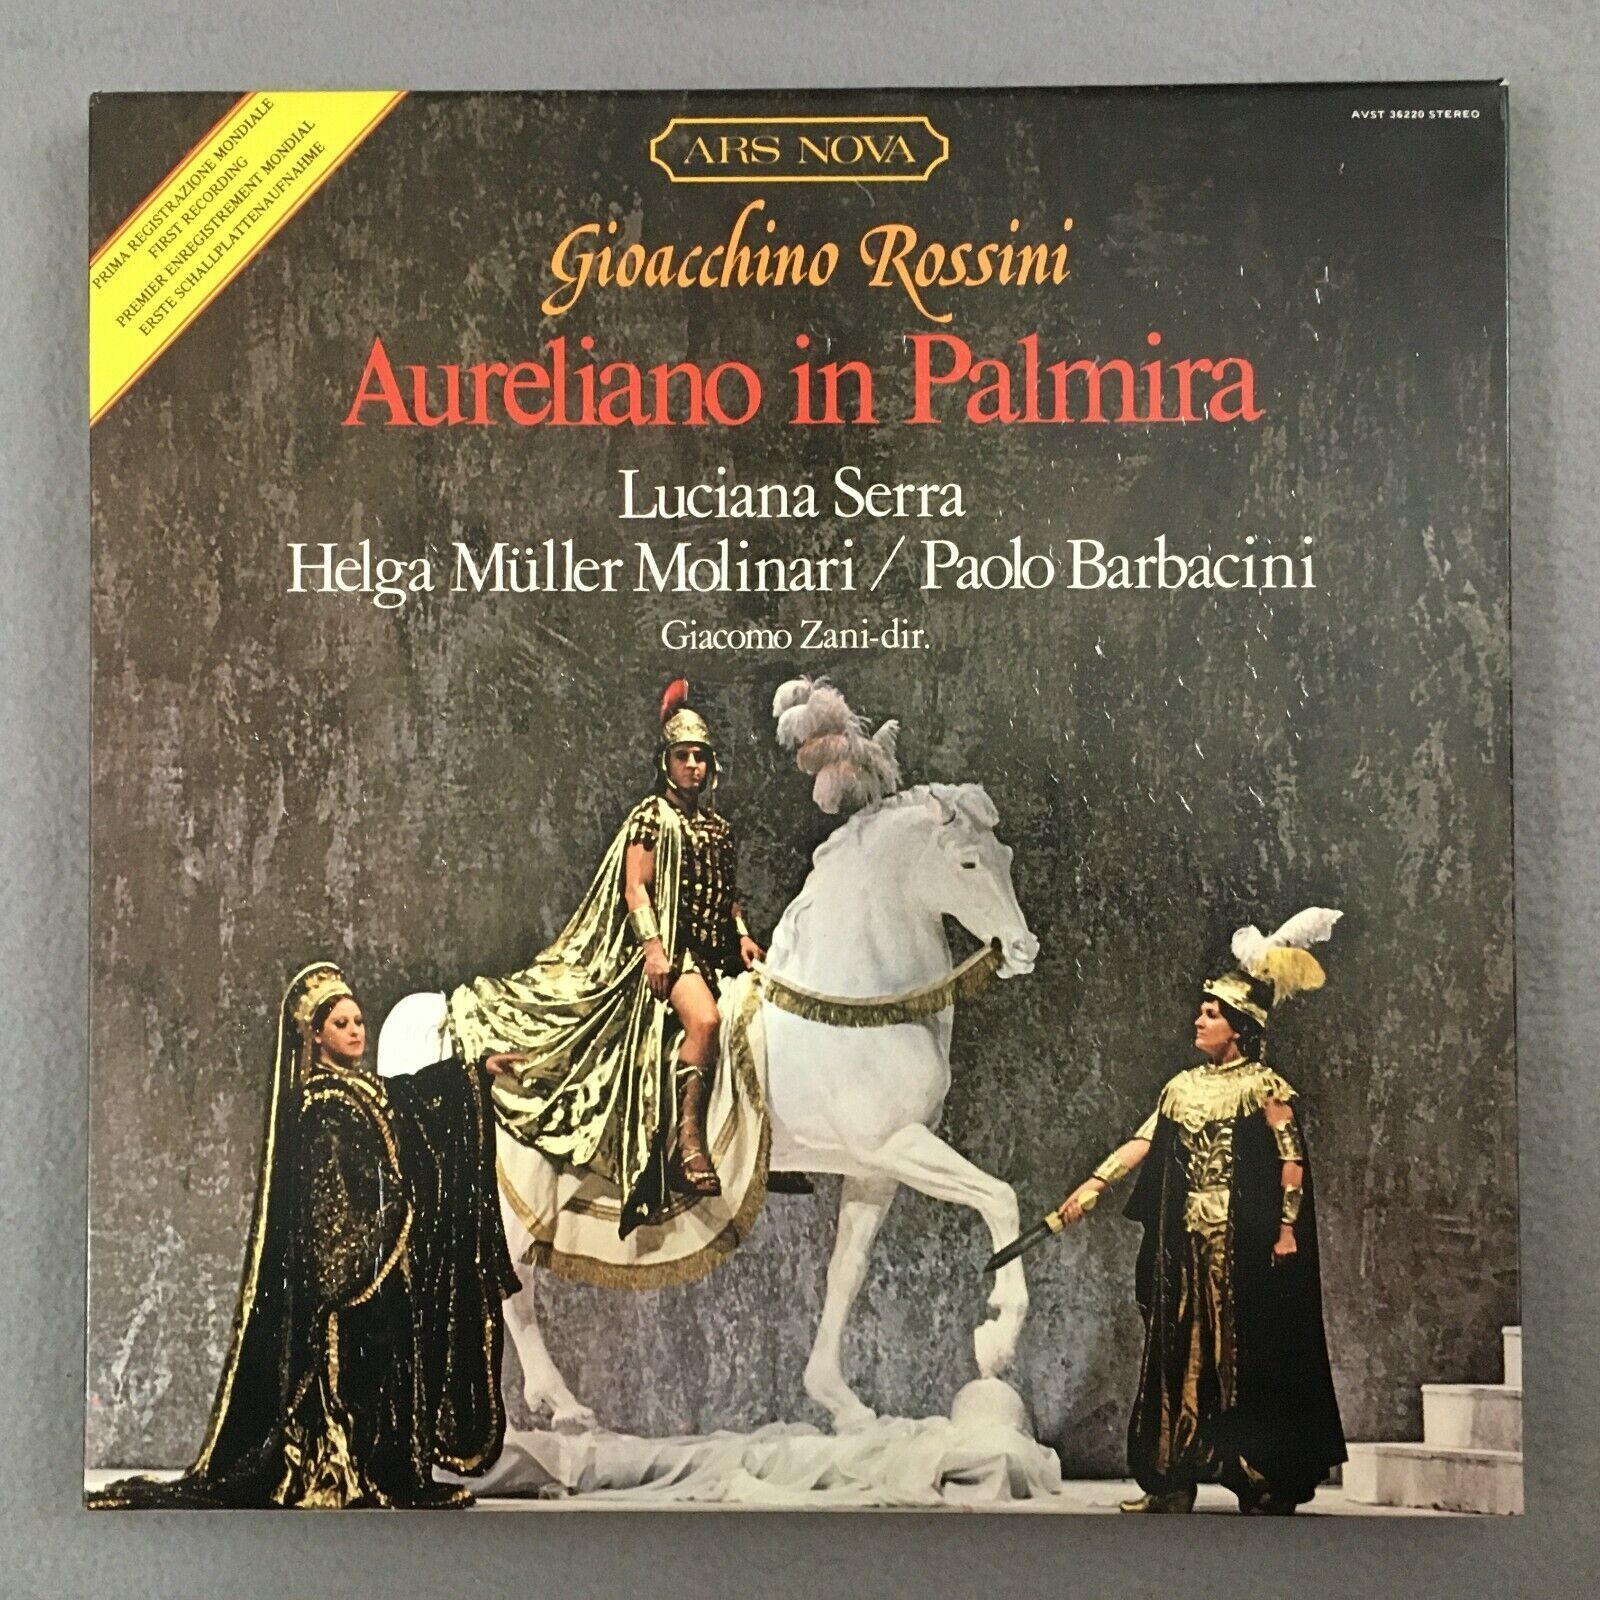 PRIMA REGISTRAZIONE MONDIALE
FIRST RECORDING
PREMIER ENREGISTREMENT MONDIAL
ERSTE SCHALLPLATTENAUFNAHME
AVST 36220 STEREO
ARS NOVA
Gioacchino Rossini
Aureliano in Palmira
Luciana Serra
Helga Müller Molinari / Paolo Barbacini
Giacomo Zani-dir.